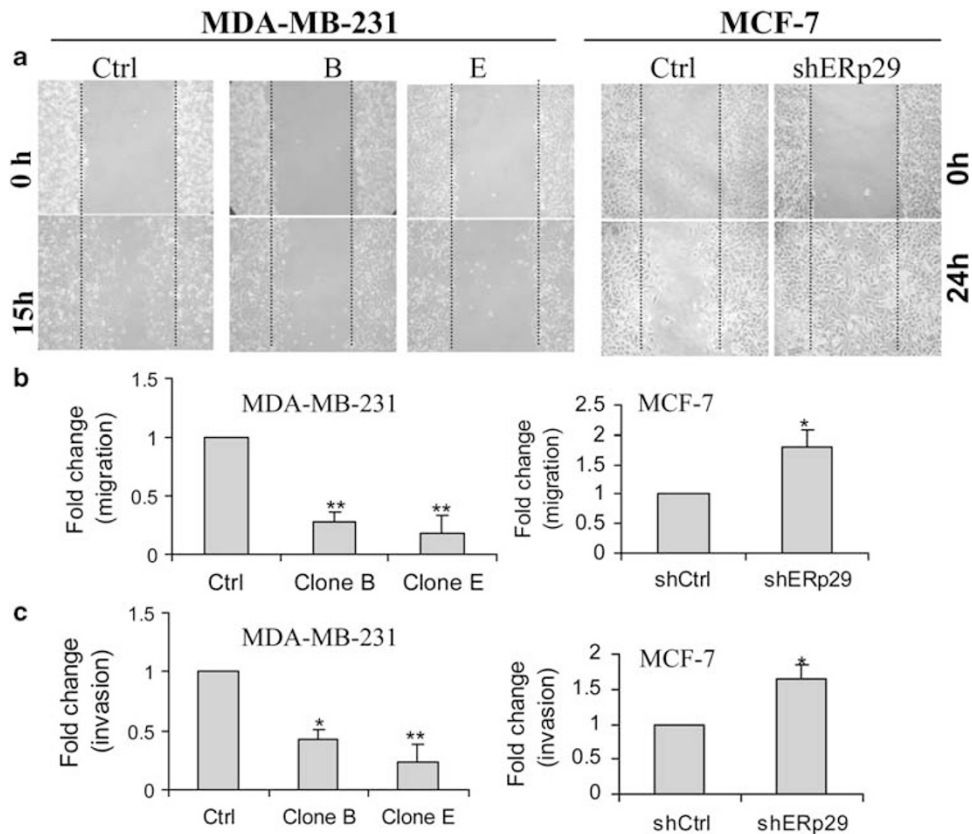 MDA-MB-231 MCF-7
a
Ctrl B E Ctrl shERp29
0 h 0h
15h 24h
b
MDA-MB-231
Fold change
(migration)
1.5
1
0.5
0
** **
Ctrl Clone B Clone E
MCF-7
Fold change
(migration)
2.5
2
1.5
1
0.5
0
*
shCtrl shERp29
c
MDA-MB-231
Fold change
(invasion)
1.5
1
0.5
0
* **
Ctrl Clone B Clone E
MCF-7
Fold change
(invasion)
2
1.5
1
0.5
0
*
shCtrl shERp29